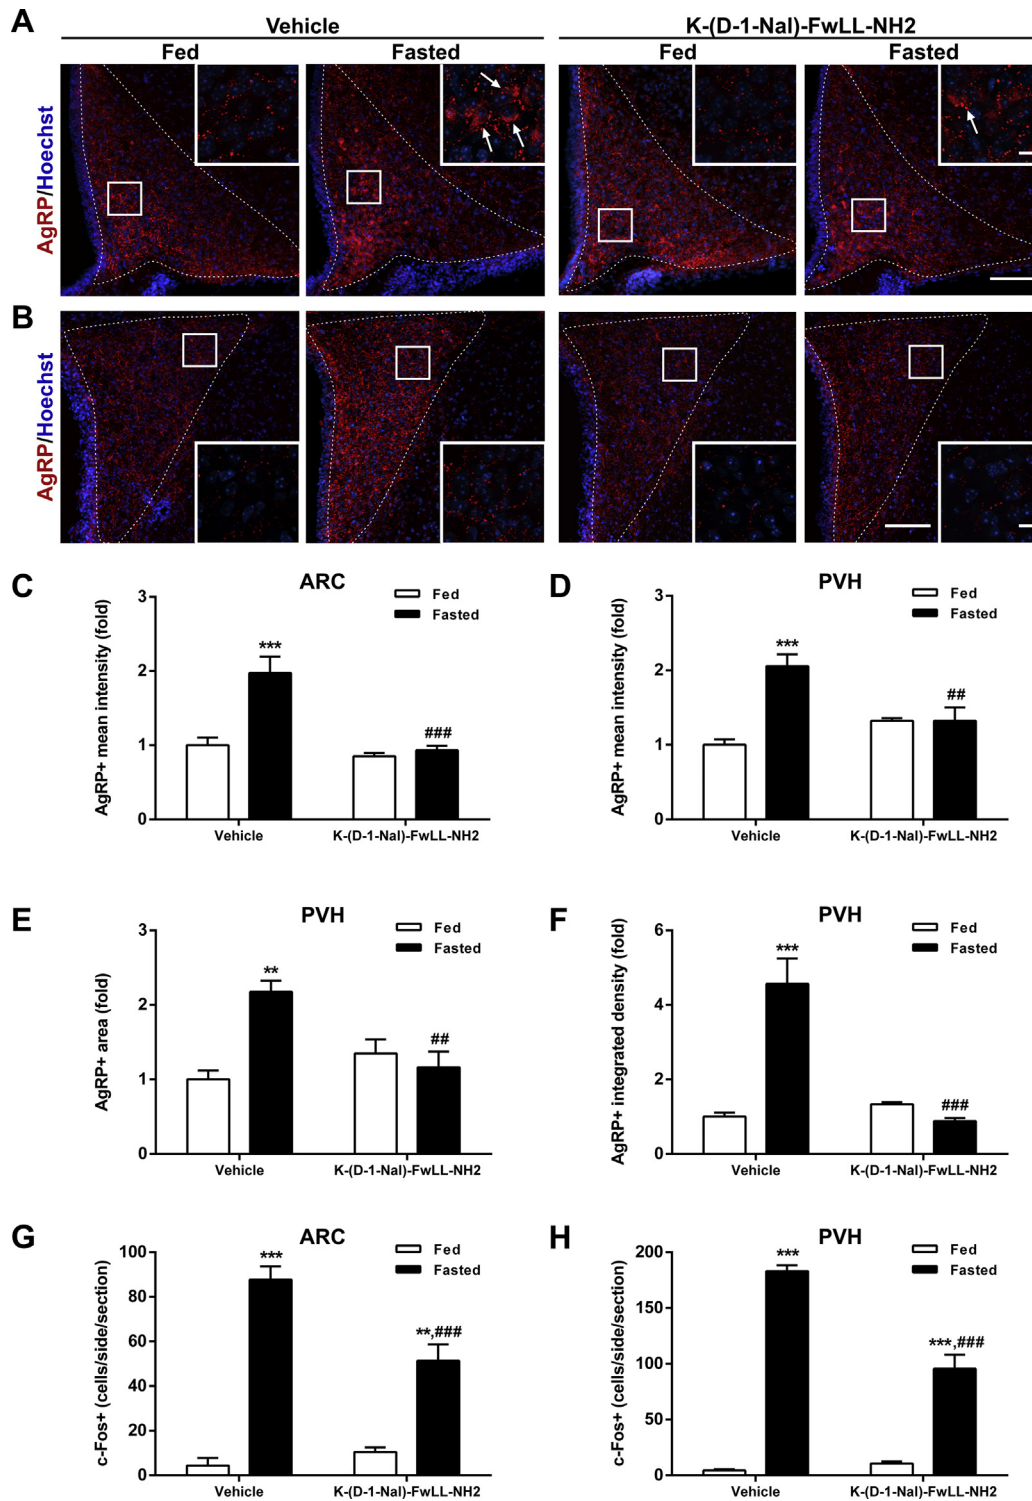 A
Vehicle
K-(D-1-Nal)-FwLL-NH2
Fed
Fasted
Fed
Fasted
AgRP/Hoechst
B
AgRP/Hoechst
C
ARC
Fed
Fasted
AgRP+ mean intensity (fold)
3
2
1
0
***
###
Vehicle
K-(D-1-Nal)-FwLL-NH2
D
PVH
Fed
Fasted
AgRP+ mean intensity (fold)
3
2
1
0
***
##
Vehicle
K-(D-1-Nal)-FwLL-NH2
E
PVH
Fed
Fasted
AgRP+ area (fold)
3
2
1
0
**
##
Vehicle
K-(D-1-Nal)-FwLL-NH2
F
PVH
Fed
Fasted
AgRP+ integrated density (fold)
6
4
2
0
***
###
Vehicle
K-(D-1-Nal)-FwLL-NH2
G
ARC
Fed
Fasted
c-Fos+ (cells/side/section)
100
80
60
40
20
0
***
**,###
Vehicle
K-(D-1-Nal)-FwLL-NH2
H
PVH
Fed
Fasted
c-Fos+ (cells/side/section)
200
150
100
50
0
***
***,###
Vehicle
K-(D-1-Nal)-FwLL-NH2